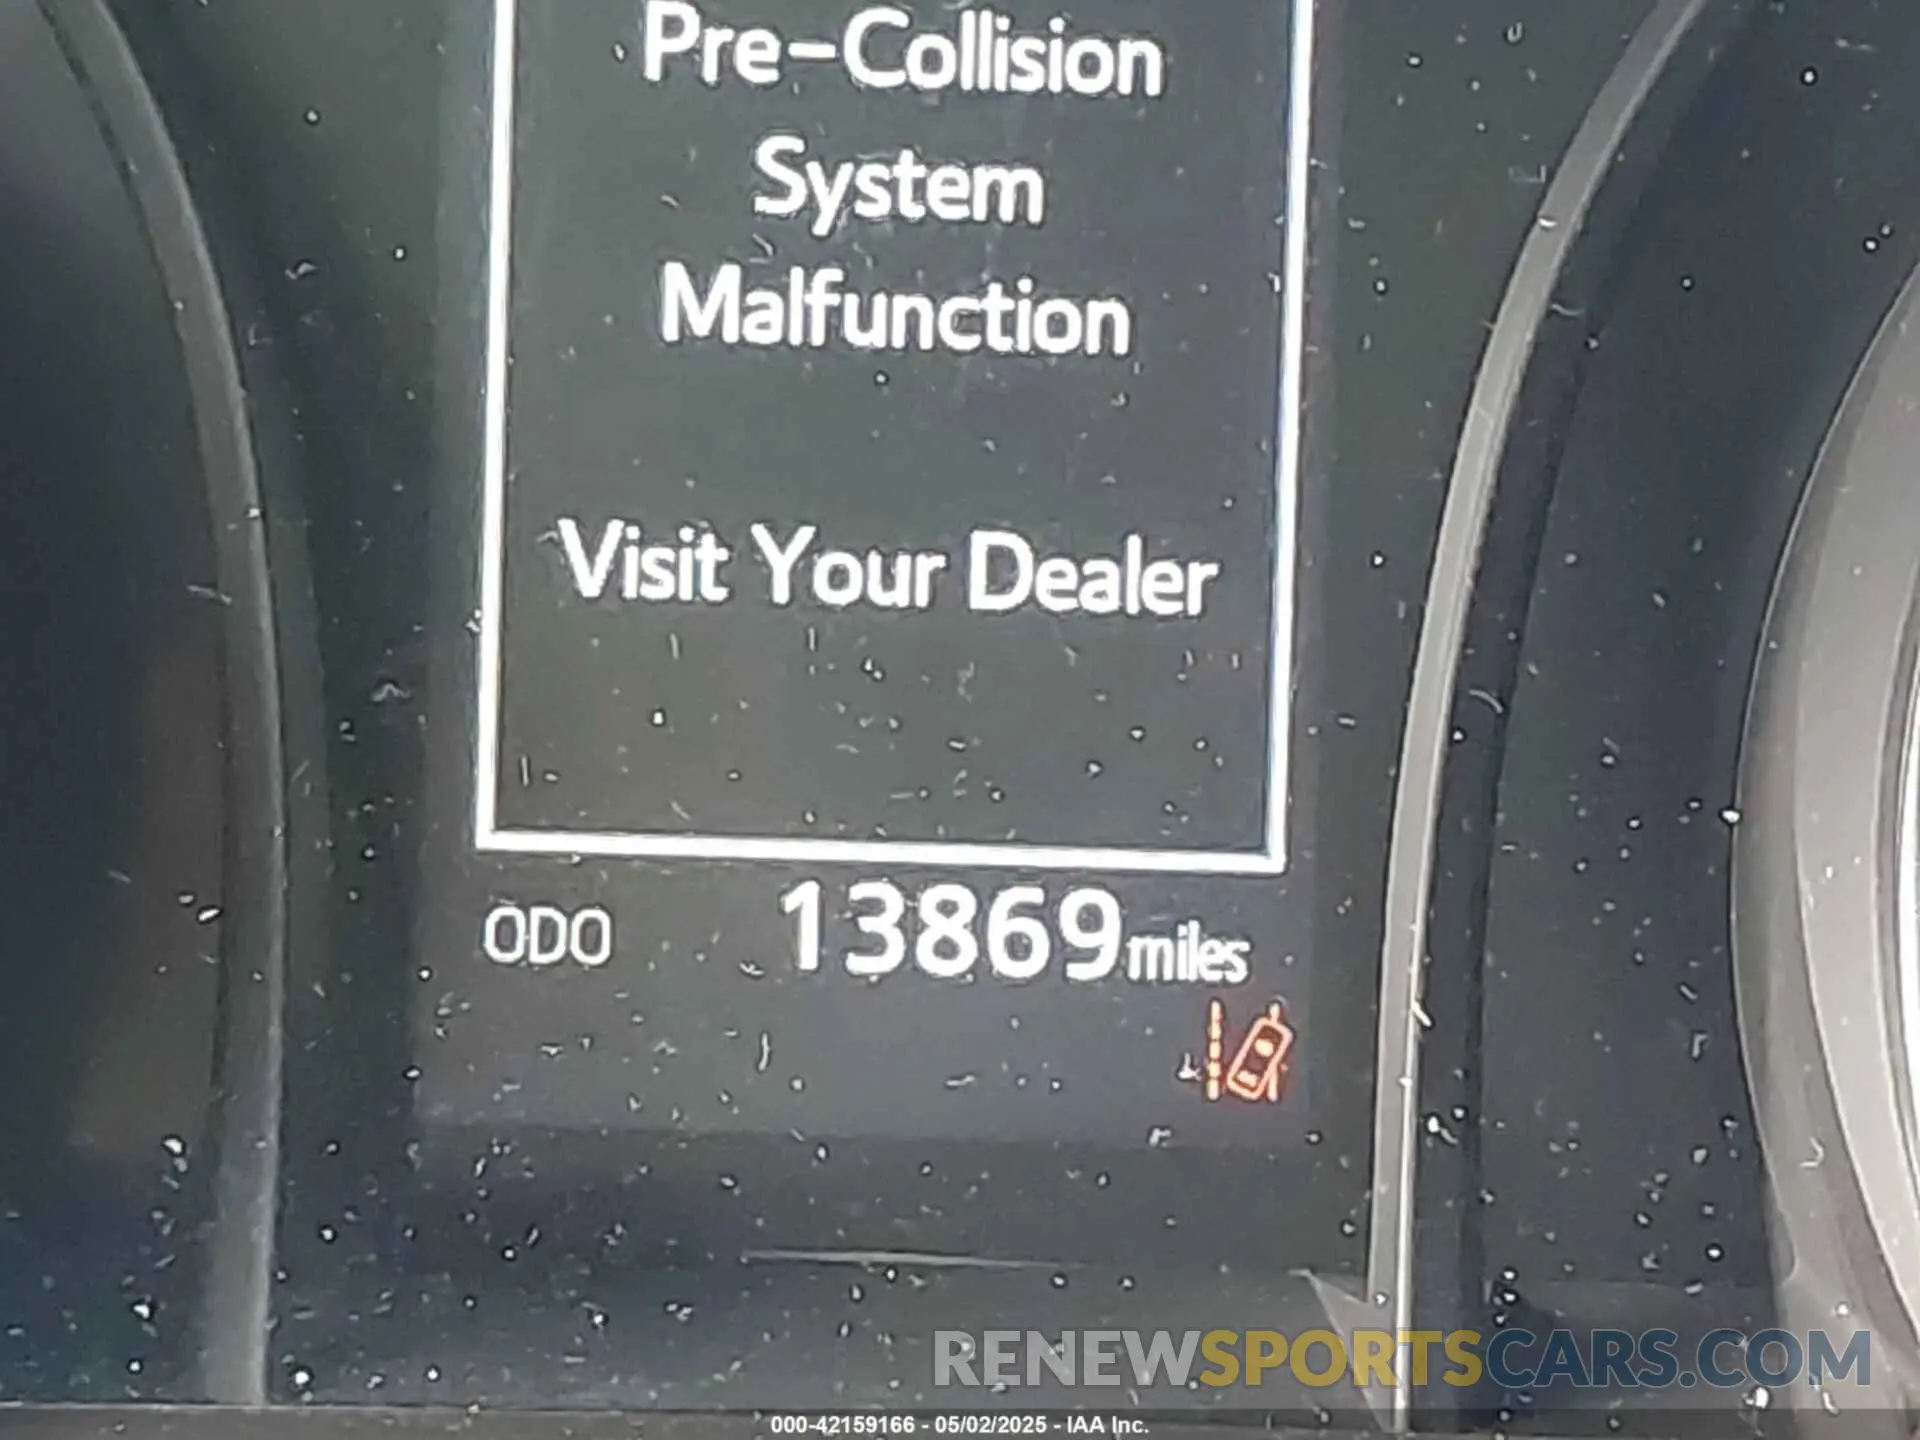 Pre-Collision
System
Malfunction
Visit Your Dealer
ODO 13869 miles
RENEWSPORTSCARS.COM
000-42159166 - 05/02/2025 - IAA Inc.